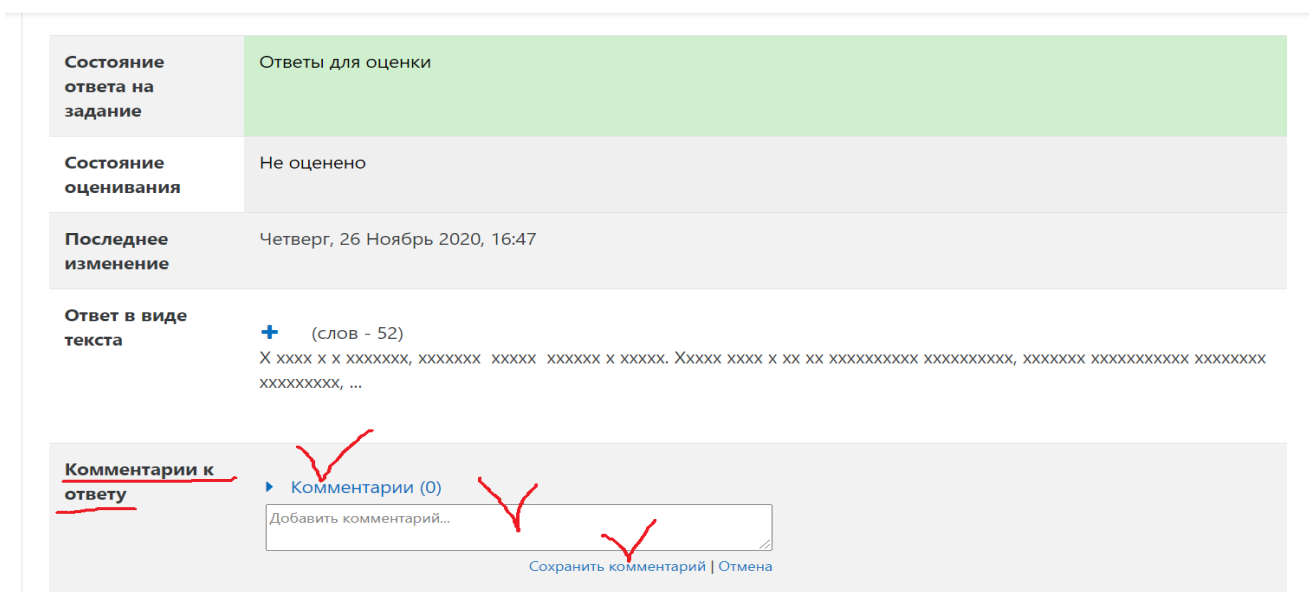 Состояние
ответа на
задание
Ответы для оценки
Состояние
оценивания
Не оценено
Последнее
изменение
Четверг, 26 Ноябрь 2020, 16:47
Ответ в виде
текста
(слов - 52)
Х хххх х х ххххххх, ххххххх ххххх хххххх х ххххх. Ххххх хххх х хх хх хххххххххх хххххххххх, ххххххх ххххххххххх хххххххх
ххххххххх, ...
Комментарии к
ответу
Комментарии (0)
Добавить комментарий...
Сохранить комментарий | Отмена